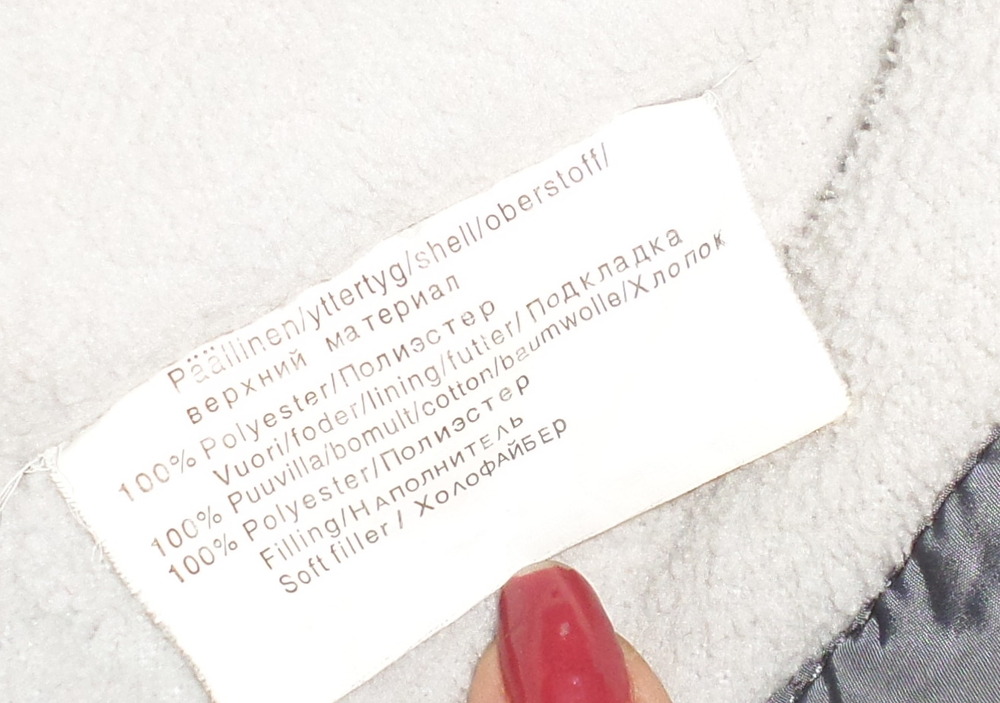 Päällinen/yttertyg/shell/oberstoff/
верхний материал
100% Polyester/Полиэстер
Vuori/foder/lining/futter/Подкладка
100% Puuvilla/bomult/cotton/baumwolle/Хлопок
100% Polyester/Полиэстер
Filling/Наполнитель
Soft filler/ Холофайбер